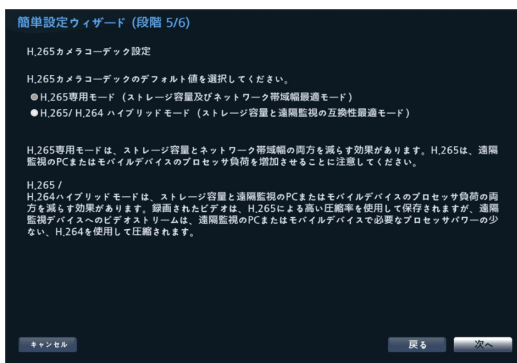 簡単設定ウィザード (段階 5/6)
H.265カメラコーデック設定
H.265カメラコーデックのデフォルト値を選択してください。
H.265専用モード (ストレージ容量及びネットワーク帯域幅最適モード)
H.265/ H.264 ハイブリッドモード (ストレージ容量と遠隔監視の互換性最適モード)
H.265専用モードは、ストレージ容量とネットワーク帯域幅の両方を減らす効果があります。H.265は、遠隔
監視のPCまたはモバイルデバイスのプロセッサ負荷を増加させることに注意してください。
H.265 /
H.264ハイブリッドモードは、ストレージ容量と遠隔監視のPCまたはモバイルデバイスのプロセッサ負荷の両
方を減らす効果があります。録画されたビデオは、H.265による高い圧縮率を使用して保存されますが、遠隔
監視デバイスへのビデオストリームは、遠隔監視のPCまたはモバイルデバイスで必要なプロセッサパワーの少
ない、H.264を使用して圧縮されます。
キャンセル
戻る
次へ